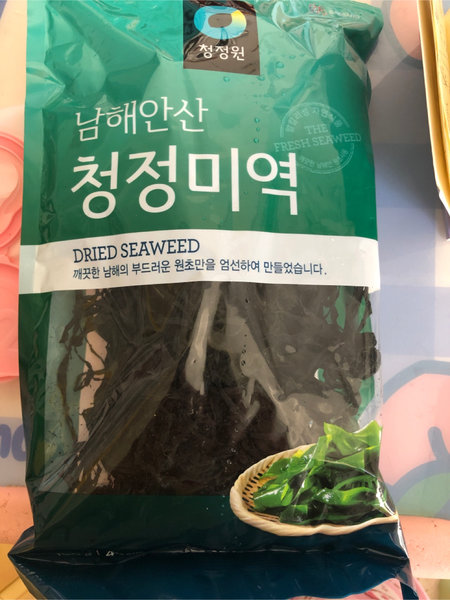 청정원
남해안산
청정미역
THE
FRESH SEAWEED
DRIED SEAWEED
깨끗한 남해의 부드러운 원초만을 엄선하여 만들었습니다.